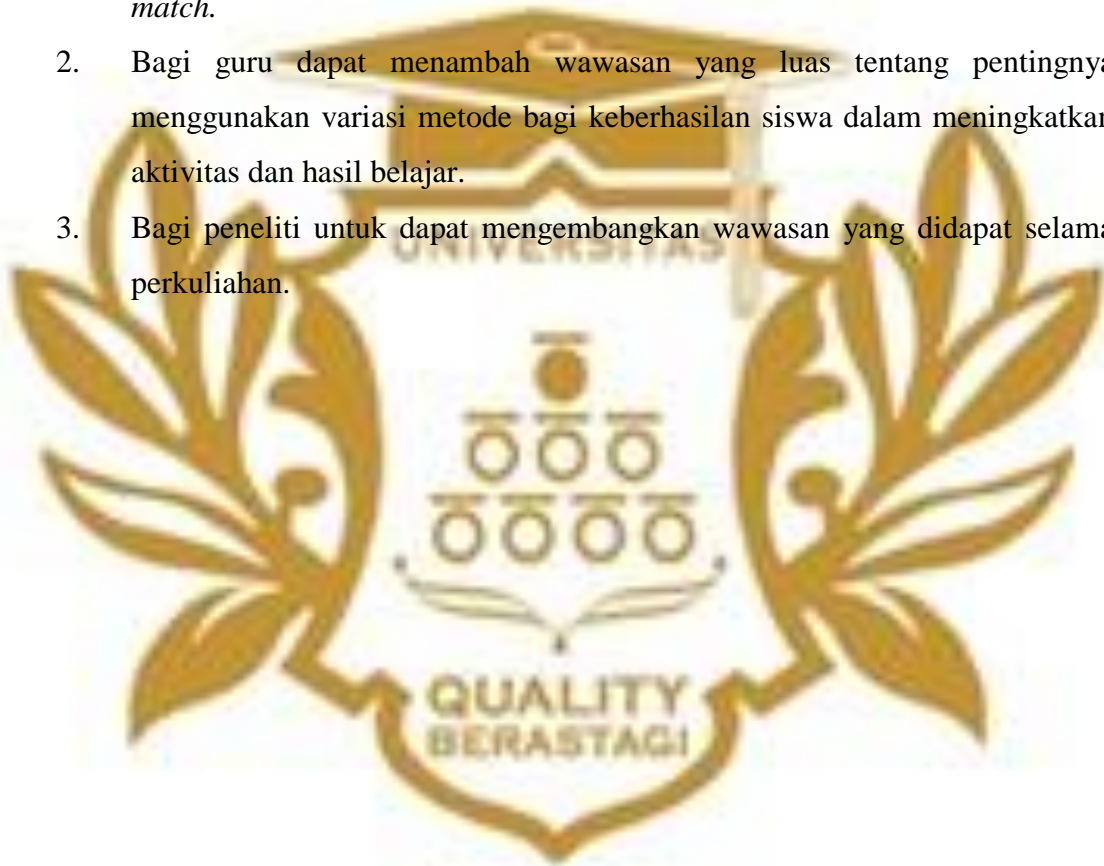 match.
2. Bagi guru dapat menambah wawasan yang luas tentang pentingnya
menggunakan variasi metode bagi keberhasilan siswa dalam meningkatkan
aktivitas dan hasil belajar.
3. Bagi peneliti untuk dapat mengembangkan wawasan yang didapat selama
perkuliahan.
UNIVERSITAS
QUALITY
BERASTAGI